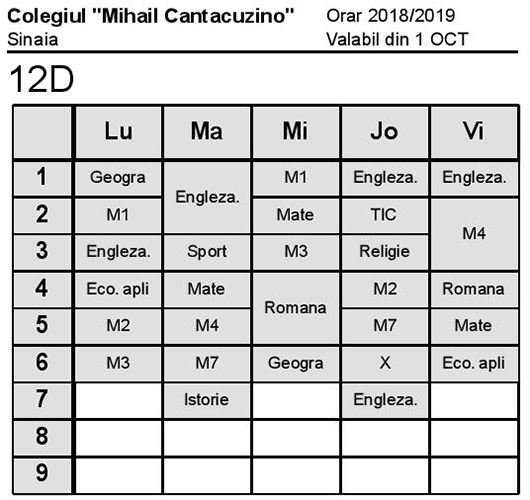 Colegiul "Mihail Cantacuzino" Orar 2018/2019
Sinaia Valabil din 1 OCT
12D
Lu Ma Mi Jo Vi
1 Geogra Engleza. M1 Engleza. Engleza.
2 M1 Mate TIC M4
3 Engleza. Sport M3 Religie
4 Eco. apli Mate Romana M2 Romana
5 M2 M4 M7 Mate
6 M3 M7 Geogra X Eco. apli
7 Istorie Engleza.
8
9